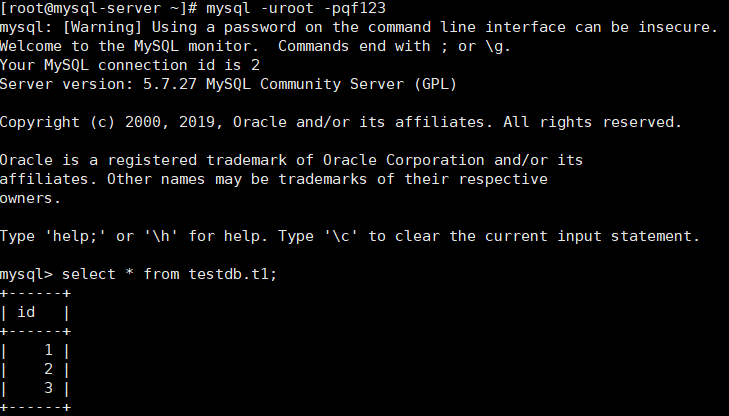 [root@mysql-server ~]# mysql -uroot -pqf123
mysql: [Warning] Using a password on the command line interface can be insecure.
Welcome to the MySQL monitor.  Commands end with ; or \g.
Your MySQL connection id is 2
Server version: 5.7.27 MySQL Community Server (GPL)

Copyright (c) 2000, 2019, Oracle and/or its affiliates. All rights reserved.

Oracle is a registered trademark of Oracle Corporation and/or its
affiliates. Other names may be trademarks of their respective
owners.

Type 'help;' or '\h' for help. Type '\c' to clear the current input statement.

mysql> select * from testdb.t1;
+------+
| id   |
+------+
|    1 |
|    2 |
|    3 |
+------+